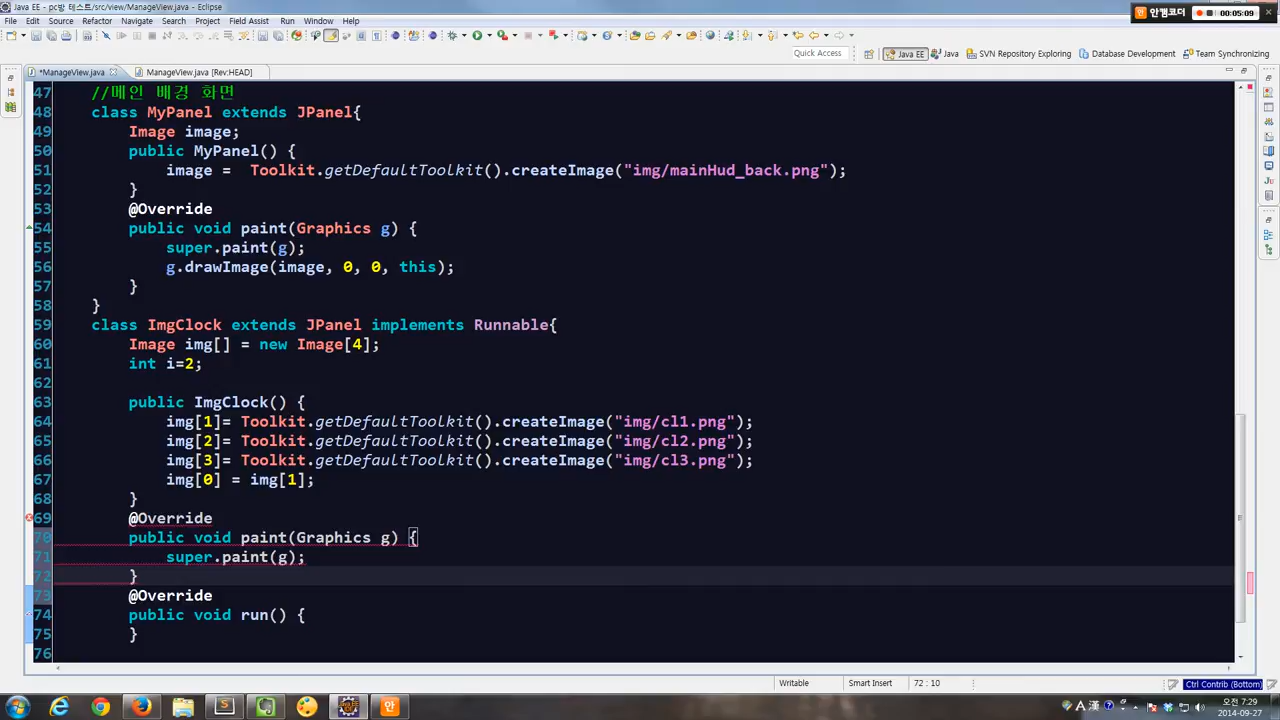 Java EE - pc방 테스트/src/view/ManageView.java - Eclipse
안캠코더 00:05:09
File Edit Source Refactor Navigate Search Project Field Assist Run Window Help
Quick Access Java EE Java SVN Repository Exploring Database Development Team Synchronizing
*ManageView.java ManageView.java [Rev:HEAD]
47 //메인 배경 화면
48 class MyPanel extends JPanel{
49 Image image;
50 public MyPanel() {
51 image = Toolkit.getDefaultToolkit().createImage("img/mainHud_back.png");
52 }
53 @Override
54 public void paint(Graphics g) {
55 super.paint(g);
56 g.drawImage(image, 0, 0, this);
57 }
58 }
59 class ImgClock extends JPanel implements Runnable{
60 Image img[] = new Image[4];
61 int i=2;
62
63 public ImgClock() {
64 img[1]= Toolkit.getDefaultToolkit().createImage("img/cl1.png");
65 img[2]= Toolkit.getDefaultToolkit().createImage("img/cl2.png");
66 img[3]= Toolkit.getDefaultToolkit().createImage("img/cl3.png");
67 img[0] = img[1];
68 }
69 @Override
70 public void paint(Graphics g) {
71 super.paint(g);
72 }
73 @Override
74 public void run() {
75 }
76
Writable Smart Insert 72 : 10 Ctrl Contrib (Bottom)
오전 7:29
2014-09-27